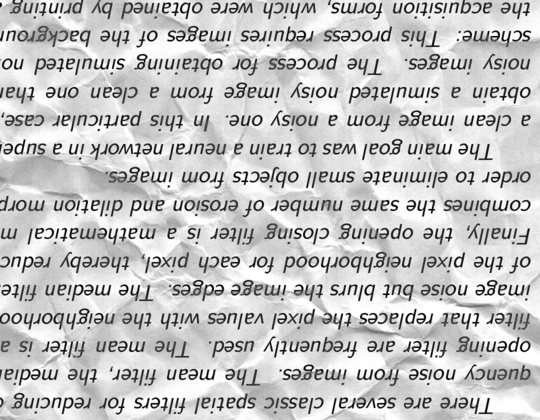 There are several classic spatial filters for reducing
quency noise from images. The mean filter, the median
opening filter are frequently used. The mean filter is a
filter that replaces the pixel values with the neighborhoo
image noise but blurs the image edges. The median filte
of the pixel neighborhood for each pixel, thereby reduc
Finally, the opening closing filter is a mathematical m
combines the same number of erosion and dilation morp
order to eliminate small objects from images.
The main goal was to train a neural network in a supe
a clean image from a noisy one. In this particular case,
obtain a simulated noisy image from a clean one than
noisy images. The process for obtaining simulated no
scheme: This process requires images of the backgrou
the acquisition forms, which were obtained by printing